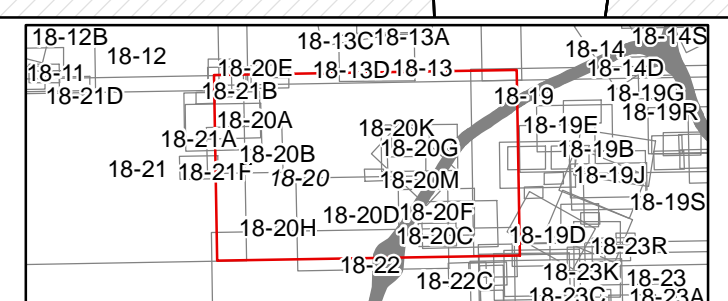 18-12B
18-13C
18-13A
18-14S
18-12
18-14
18-11
18-20E
18-13D
18-13
18-14D
18-21D
18-21B
18-19
18-19G
18-19R
18-20A
18-20K
18-19E
18-21A
18-20G
18-19B
18-20B
18-21
18-21F
18-20
18-20M
18-19J
18-19S
18-20D
18-20F
18-20H
18-20C
18-19D
18-23R
18-22
18-22C
18-23K
18-23
18-23C
18-23A